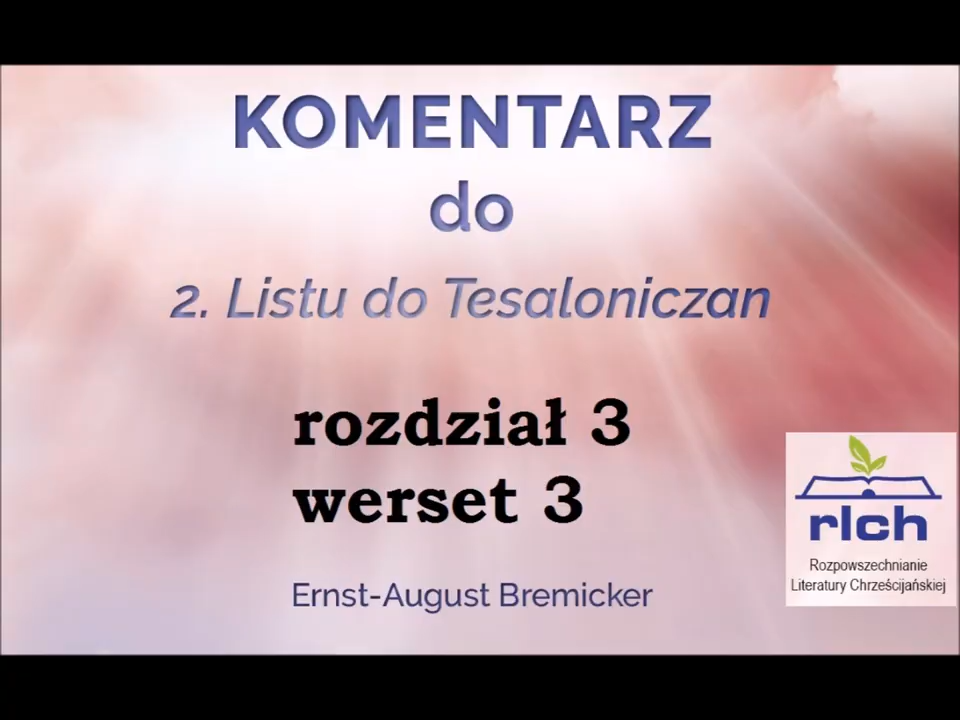 KOMENTARZ
do
2. Listu do Tesaloniczan
rozdział 3
werset 3
Ernst-August Bremicker
rlch
Rozpowszechnianie
Literatury Chrześcijańskiej